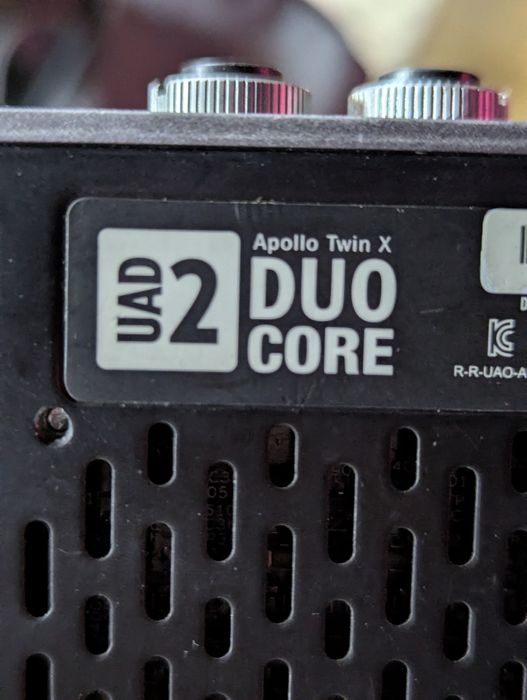 UAD 2
Apollo Twin X
DUO
CORE
R-R-UAO-A